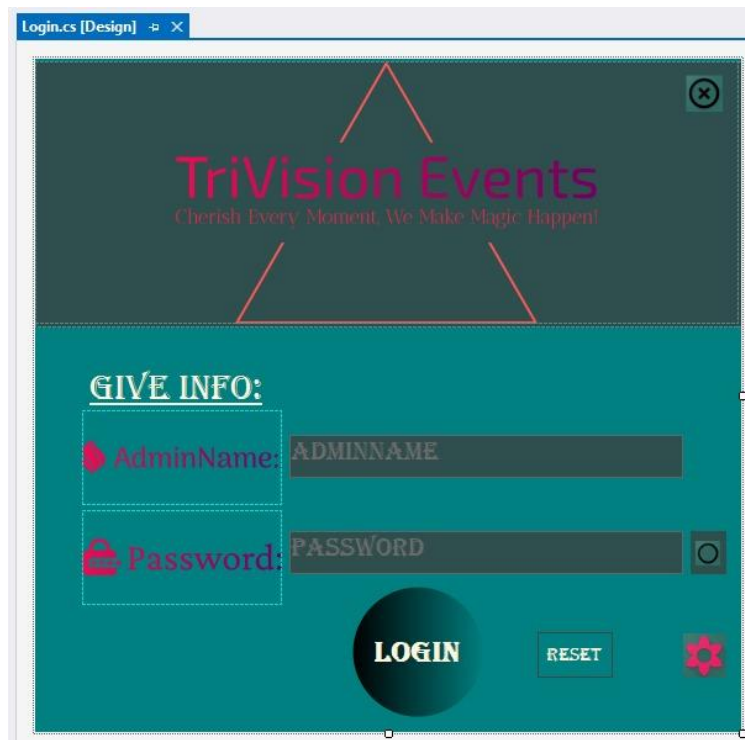 Login.cs [Design]
TriVision Events
Cherish Every Moment, We Make Magic Happen!
GIVE INFO:
AdminName:
ADMINNAME
Password:
PASSWORD
LOGIN
RESET